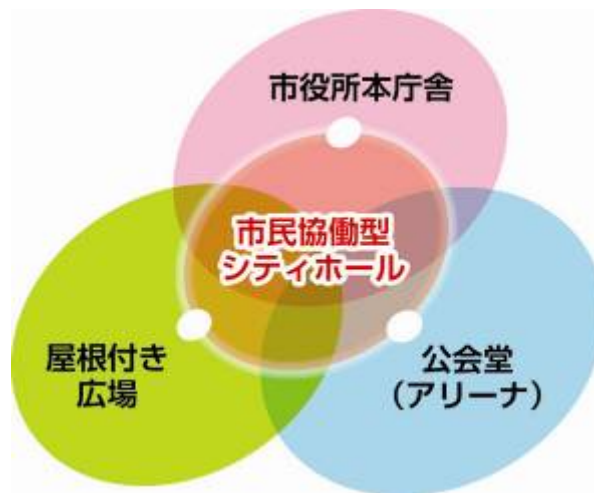 市役所本庁舎
市民協働型
シティホール
屋根付き
広場
公会堂
（アリーナ）